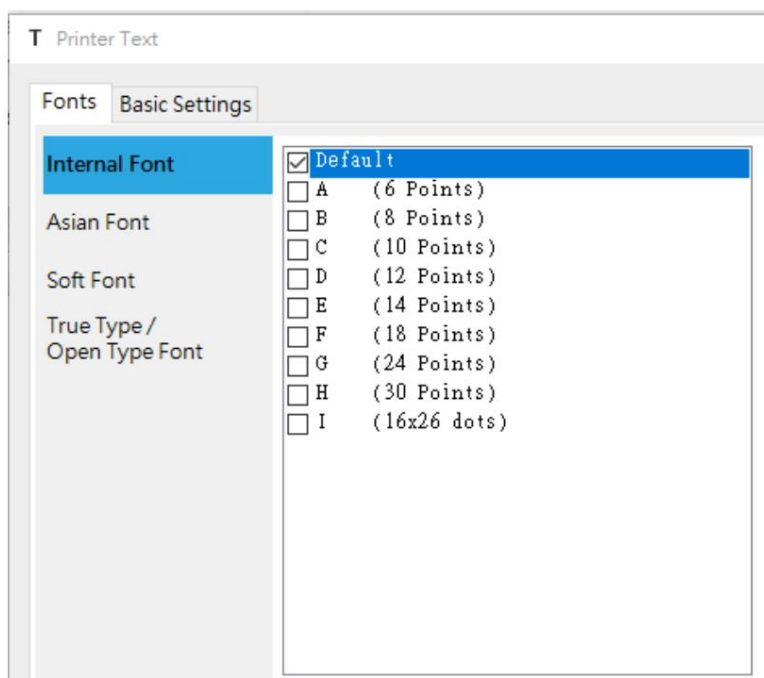 T Printer Text
Fonts Basic Settings
Internal Font
Asian Font
Soft Font
True Type /
Open Type Font
Default
A (6 Points)
B (8 Points)
C (10 Points)
D (12 Points)
E (14 Points)
F (18 Points)
G (24 Points)
H (30 Points)
I (16x26 dots)